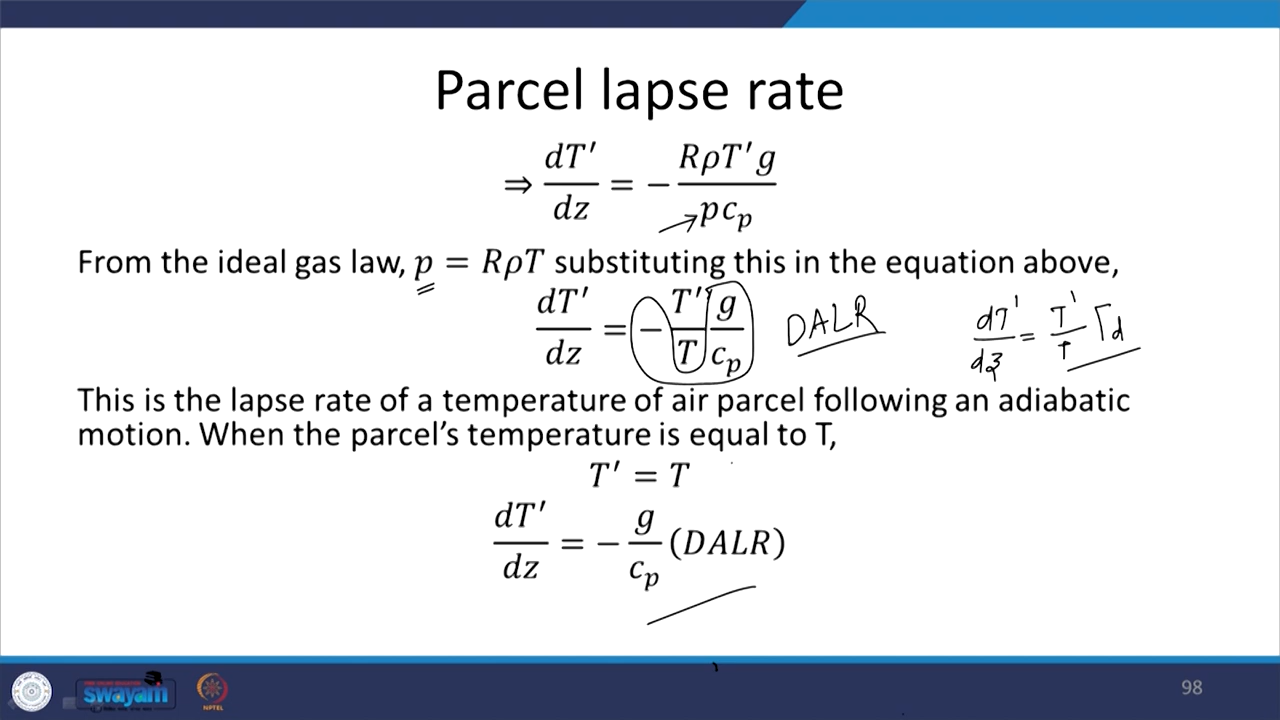 Parcel lapse rate
⇒ dT′/dz = − RρT′g/pc_p
From the ideal gas law, p = RρT substituting this in the equation above,
dT′/dz = − T′/T g/c_p DALR dT'/dz = T'/T Γd
This is the lapse rate of a temperature of air parcel following an adiabatic
motion. When the parcel’s temperature is equal to T,
T′ = T
dT′/dz = − g/c_p (DALR)
swayam
NPTEL
98